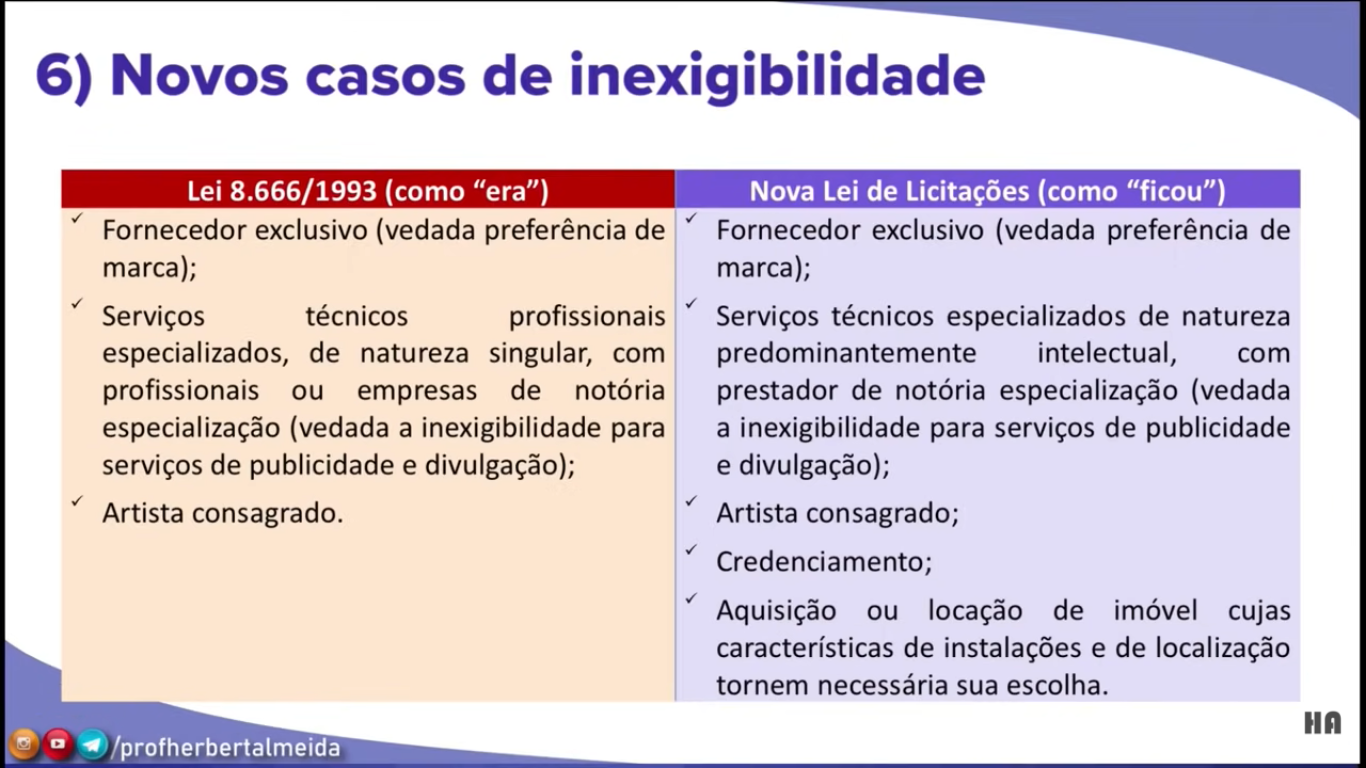 6) Novos casos de inexigibilidade
Lei 8.666/1993 (como “era”)
✓ Fornecedor exclusivo (vedada preferência de
marca);
✓ Serviços técnicos profissionais
especializados, de natureza singular, com
profissionais ou empresas de notória
especialização (vedada a inexigibilidade para
serviços de publicidade e divulgação);
✓ Artista consagrado.
Nova Lei de Licitações (como “ficou”)
✓ Fornecedor exclusivo (vedada preferência de
marca);
✓ Serviços técnicos especializados de natureza
predominantemente intelectual, com
prestador de notória especialização (vedada
a inexigibilidade para serviços de publicidade
e divulgação);
✓ Artista consagrado;
✓ Credenciamento;
✓ Aquisição ou locação de imóvel cujas
características de instalações e de localização
tornem necessária sua escolha.
HA
/profherbertalmeida